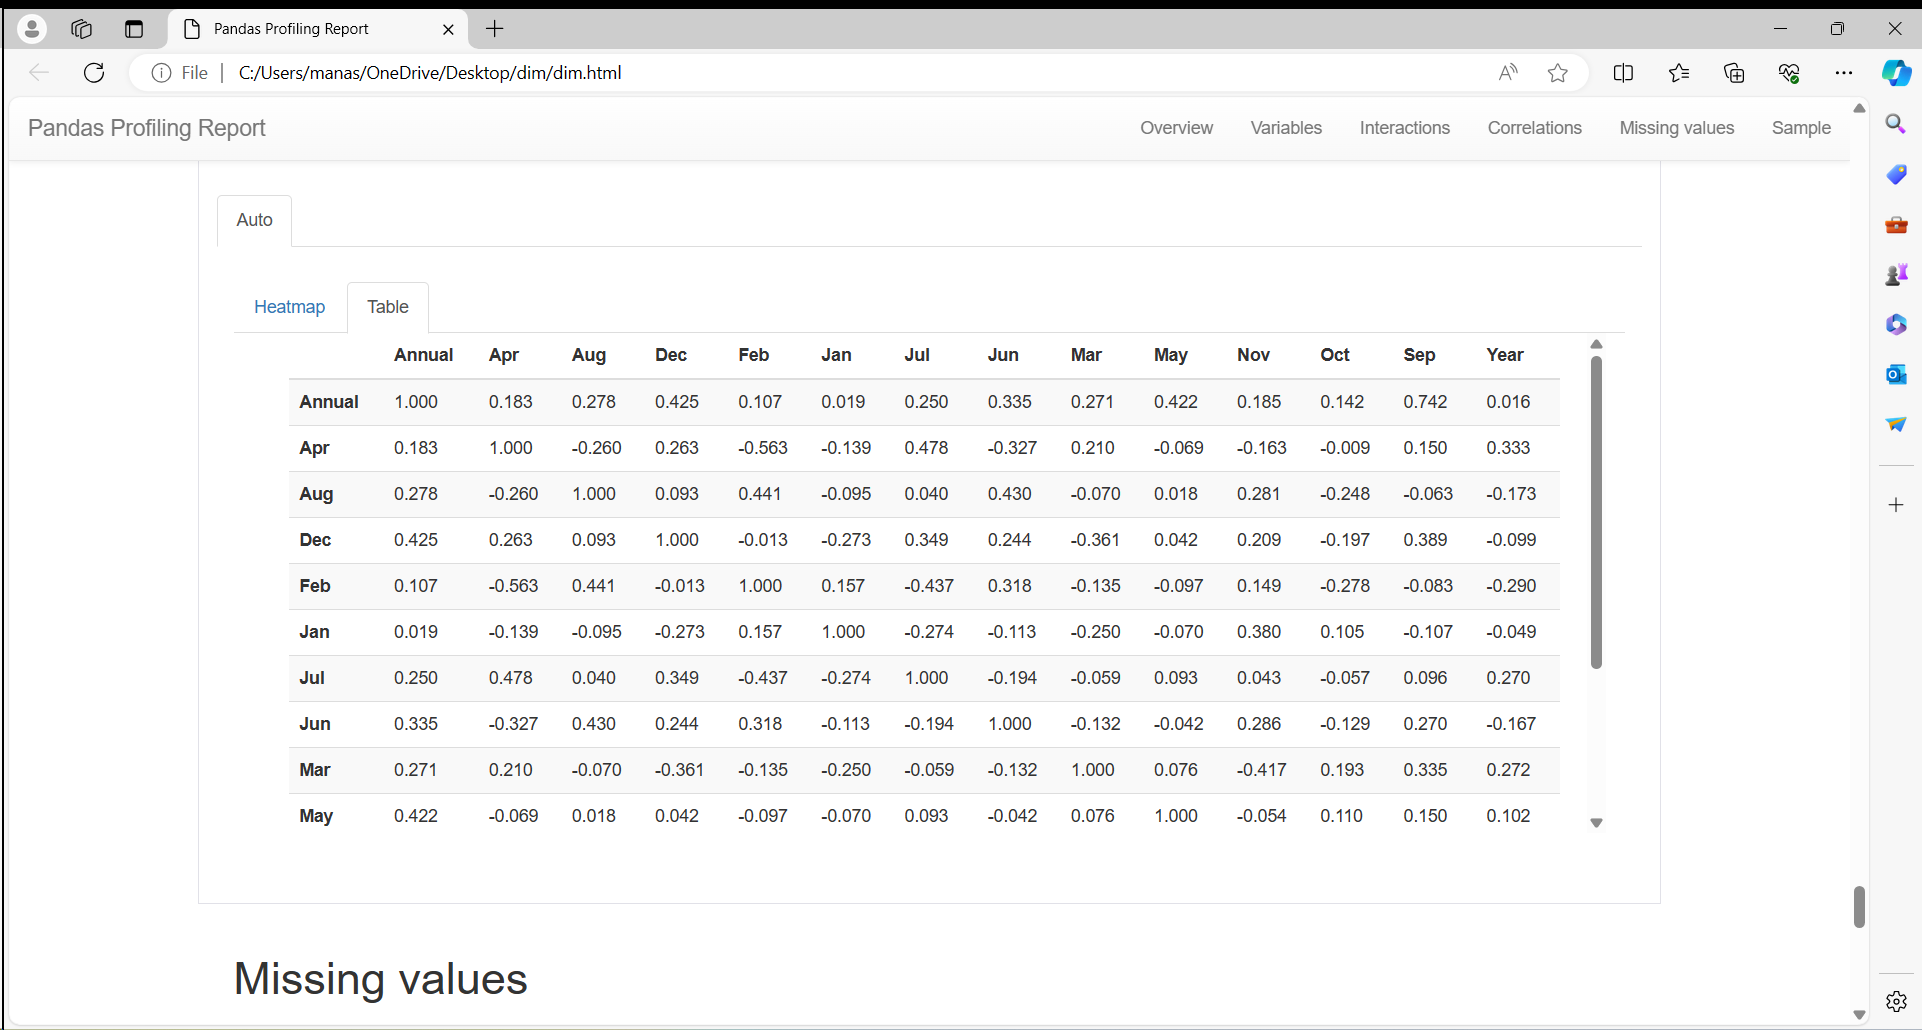 Pandas Profiling Report
File | C:/Users/manas/OneDrive/Desktop/dim/dim.html
Pandas Profiling Report Overview Variables Interactions Correlations Missing values Sample
Auto
Heatmap Table
Annual Apr Aug Dec Feb Jan Jul Jun Mar May Nov Oct Sep Year
Annual 1.000 0.183 0.278 0.425 0.107 0.019 0.250 0.335 0.271 0.422 0.185 0.142 0.742 0.016
Apr 0.183 1.000 -0.260 0.263 -0.563 -0.139 0.478 -0.327 0.210 -0.069 -0.163 -0.009 0.150 0.333
Aug 0.278 -0.260 1.000 0.093 0.441 -0.095 0.040 0.430 -0.070 0.018 0.281 -0.248 -0.063 -0.173
Dec 0.425 0.263 0.093 1.000 -0.013 -0.273 0.349 0.244 -0.361 0.042 0.209 -0.197 0.389 -0.099
Feb 0.107 -0.563 0.441 -0.013 1.000 0.157 -0.437 0.318 -0.135 -0.097 0.149 -0.278 -0.083 -0.290
Jan 0.019 -0.139 -0.095 -0.273 0.157 1.000 -0.274 -0.113 -0.250 -0.070 0.380 0.105 -0.107 -0.049
Jul 0.250 0.478 0.040 0.349 -0.437 -0.274 1.000 -0.194 -0.059 0.093 0.043 -0.057 0.096 0.270
Jun 0.335 -0.327 0.430 0.244 0.318 -0.113 -0.194 1.000 -0.132 -0.042 0.286 -0.129 0.270 -0.167
Mar 0.271 0.210 -0.070 -0.361 -0.135 -0.250 -0.059 -0.132 1.000 0.076 -0.417 0.193 0.335 0.272
May 0.422 -0.069 0.018 0.042 -0.097 -0.070 0.093 -0.042 0.076 1.000 -0.054 0.110 0.150 0.102
Missing values